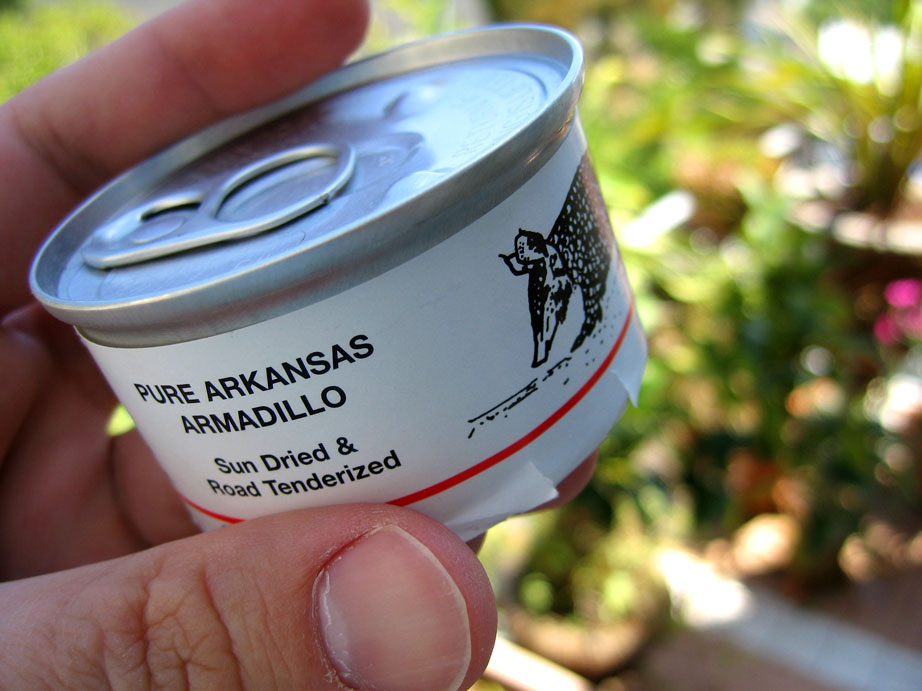 PURE ARKANSAS
ARMADILLO
Sun Dried &
Road Tenderized